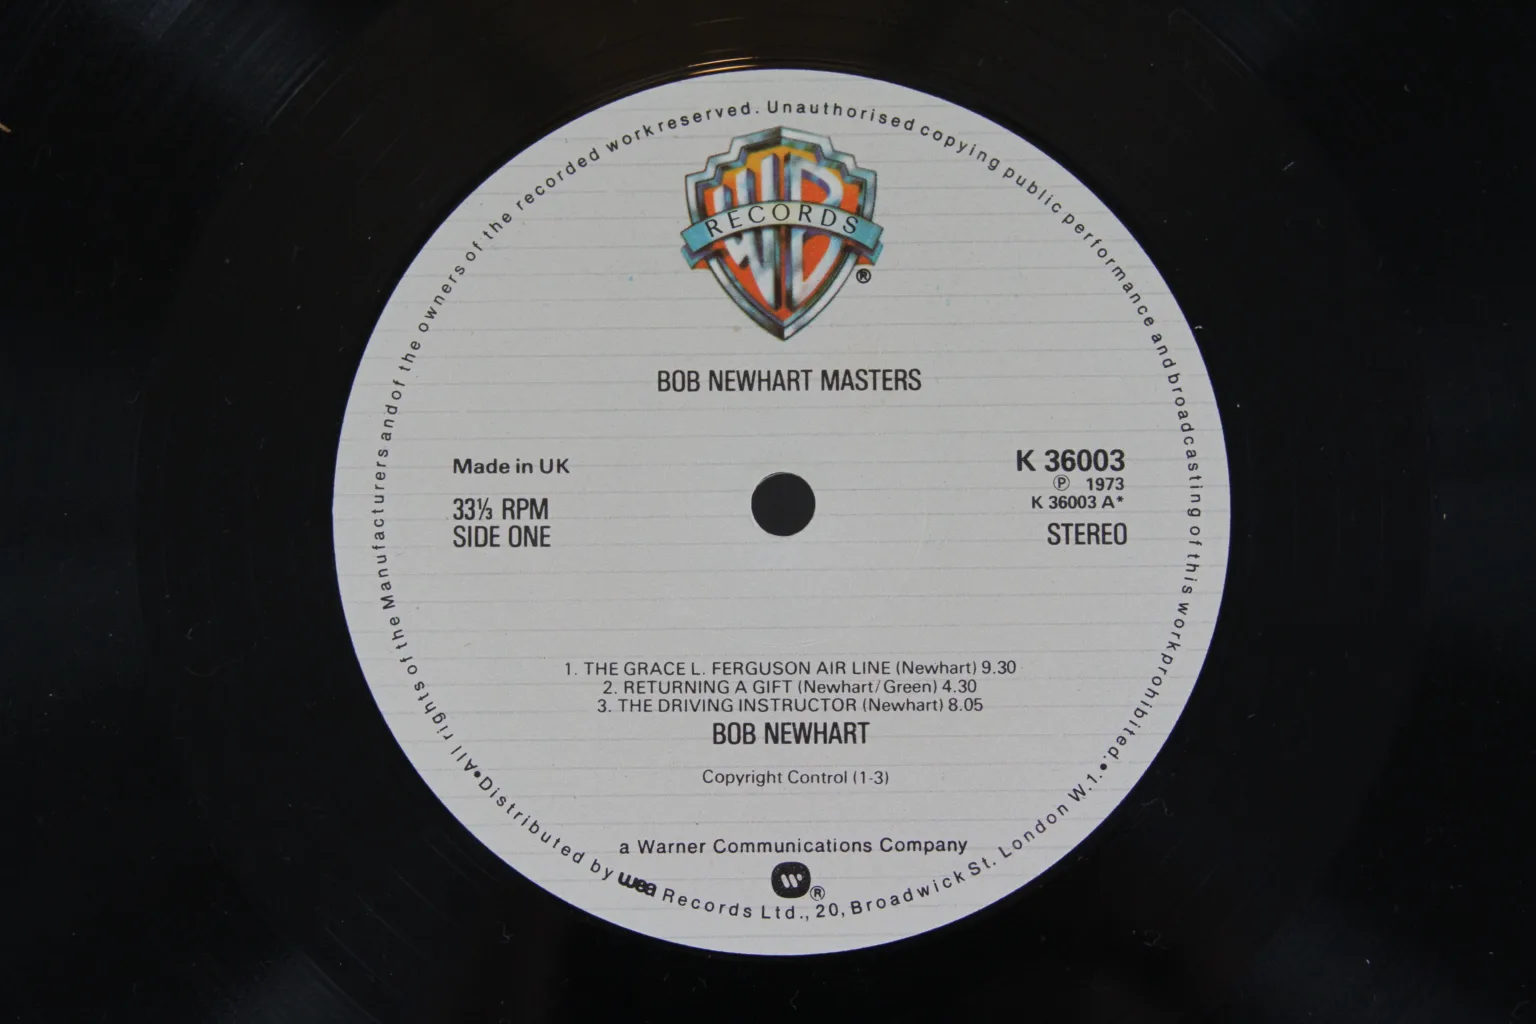 All rights of the Manufacturers and of the owners of the recorded work reserved. Unauthorised copying public performance and broadcasting of this work prohibited.
WB
RECORDS
®
BOB NEWHART MASTERS
Made in UK
33⅓ RPM
SIDE ONE
K 36003
℗ 1973
K 36003 A*
STEREO
1. THE GRACE L. FERGUSON AIR LINE (Newhart) 9.30
2. RETURNING A GIFT (Newhart/Green) 4.30
3. THE DRIVING INSTRUCTOR (Newhart) 8.05
BOB NEWHART
Copyright Control (1-3)
a Warner Communications Company
®
•Distributed by wea Records Ltd., 20, Broadwick St. London W.1.•